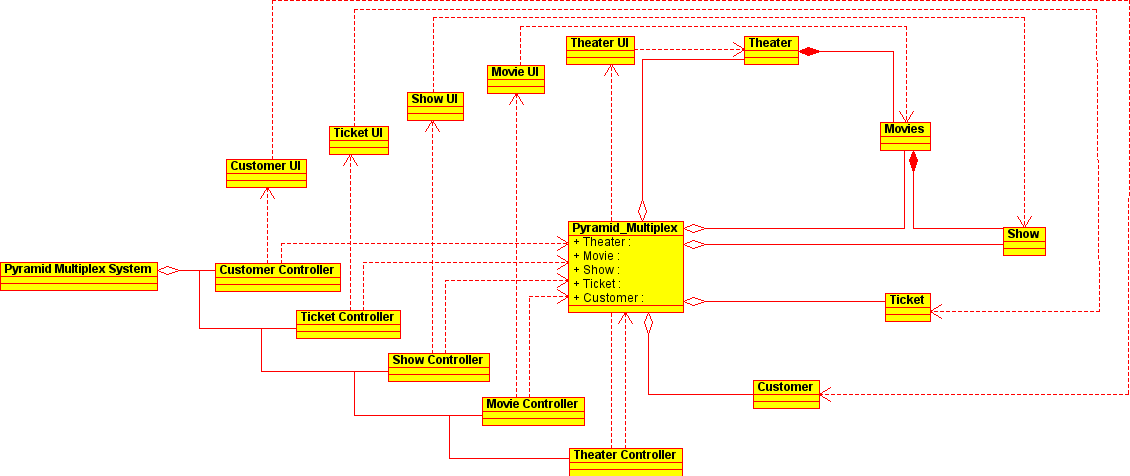 Theater UI
Theater
Movie UI
Show UI
Movies
Ticket UI
Customer UI
Pyramid_Multiplex
+ Theater :
+ Movie :
+ Show :
+ Ticket :
+ Customer :
Show
Pyramid Multiplex System
Customer Controller
Ticket
Ticket Controller
Show Controller
Customer
Movie Controller
Theater Controller